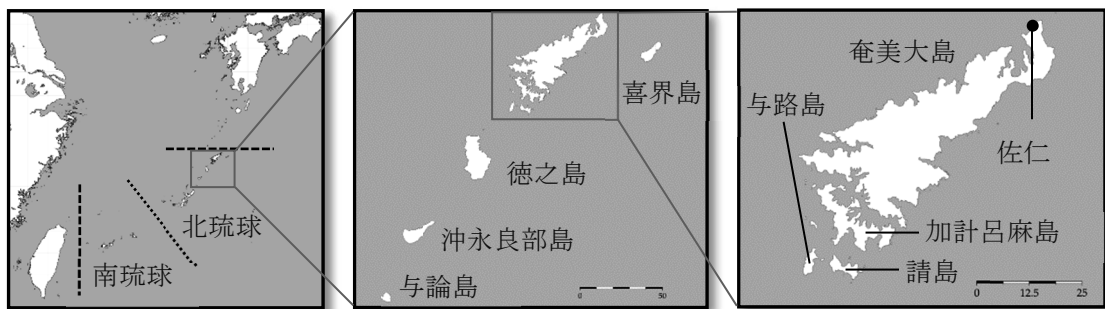 北琉球
南琉球
喜界島
徳之島
沖永良部島
与論島
0 50
奄美大島
与路島
佐仁
加計呂麻島
請島
0 12.5 25